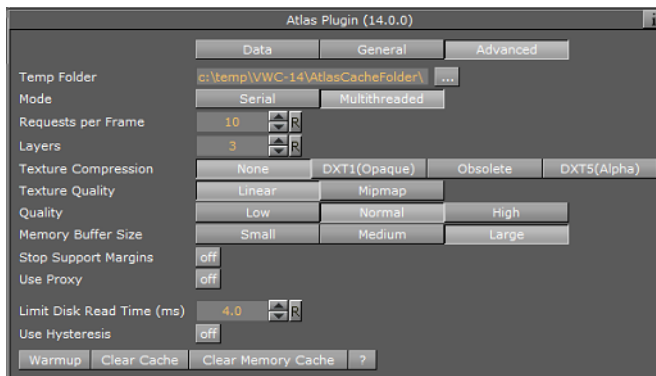 Atlas Plugin (14.0.0) i
Data General Advanced
Temp Folder c:\temp\VWC-14\AtlasCacheFolder\ ...
Mode Serial Multithreaded
Requests per Frame 10 R
Layers 3 R
Texture Compression None DXT1(Opaque) Obsolete DXT5(Alpha)
Texture Quality Linear Mipmap
Quality Low Normal High
Memory Buffer Size Small Medium Large
Stop Support Margins off
Use Proxy off
Limit Disk Read Time (ms) 4.0 R
Use Hysteresis off
Warmup Clear Cache Clear Memory Cache ?